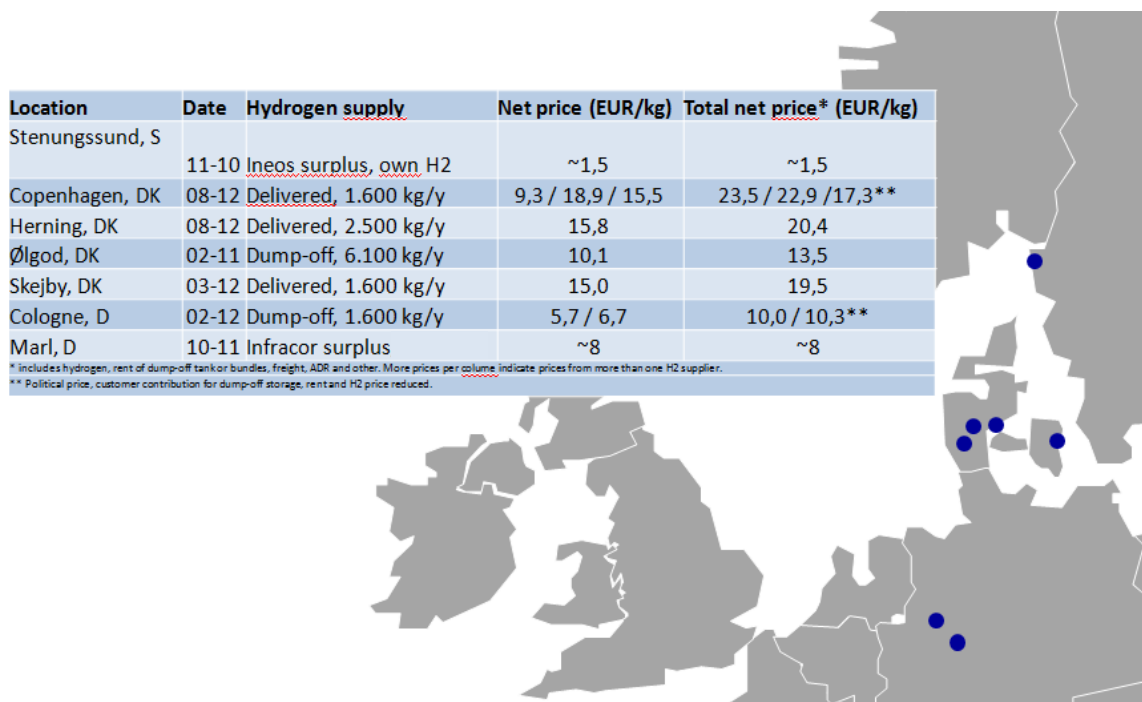 Location Date Hydrogen supply Net price (EUR/kg) Total net price* (EUR/kg)
Stenungssund, S
11-10 Ineos surplus, own H2 ~1,5 ~1,5
Copenhagen, DK 08-12 Delivered, 1.600 kg/y 9,3 / 18,9 / 15,5 23,5 / 22,9 /17,3**
Herning, DK 08-12 Delivered, 2.500 kg/y 15,8 20,4
Ølgod, DK 02-11 Dump-off, 6.100 kg/y 10,1 13,5
Skejby, DK 03-12 Delivered, 1.600 kg/y 15,0 19,5
Cologne, D 02-12 Dump-off, 1.600 kg/y 5,7 / 6,7 10,0 / 10,3**
Marl, D 10-11 Infracor surplus ~8 ~8
* includes hydrogen, rent of dump-off tank or bundles, freight, ADR and other. More prices per colume indicate prices from more than one H2 supplier.
** Political price, customer contribution for dump-off storage, rent and H2 price reduced.